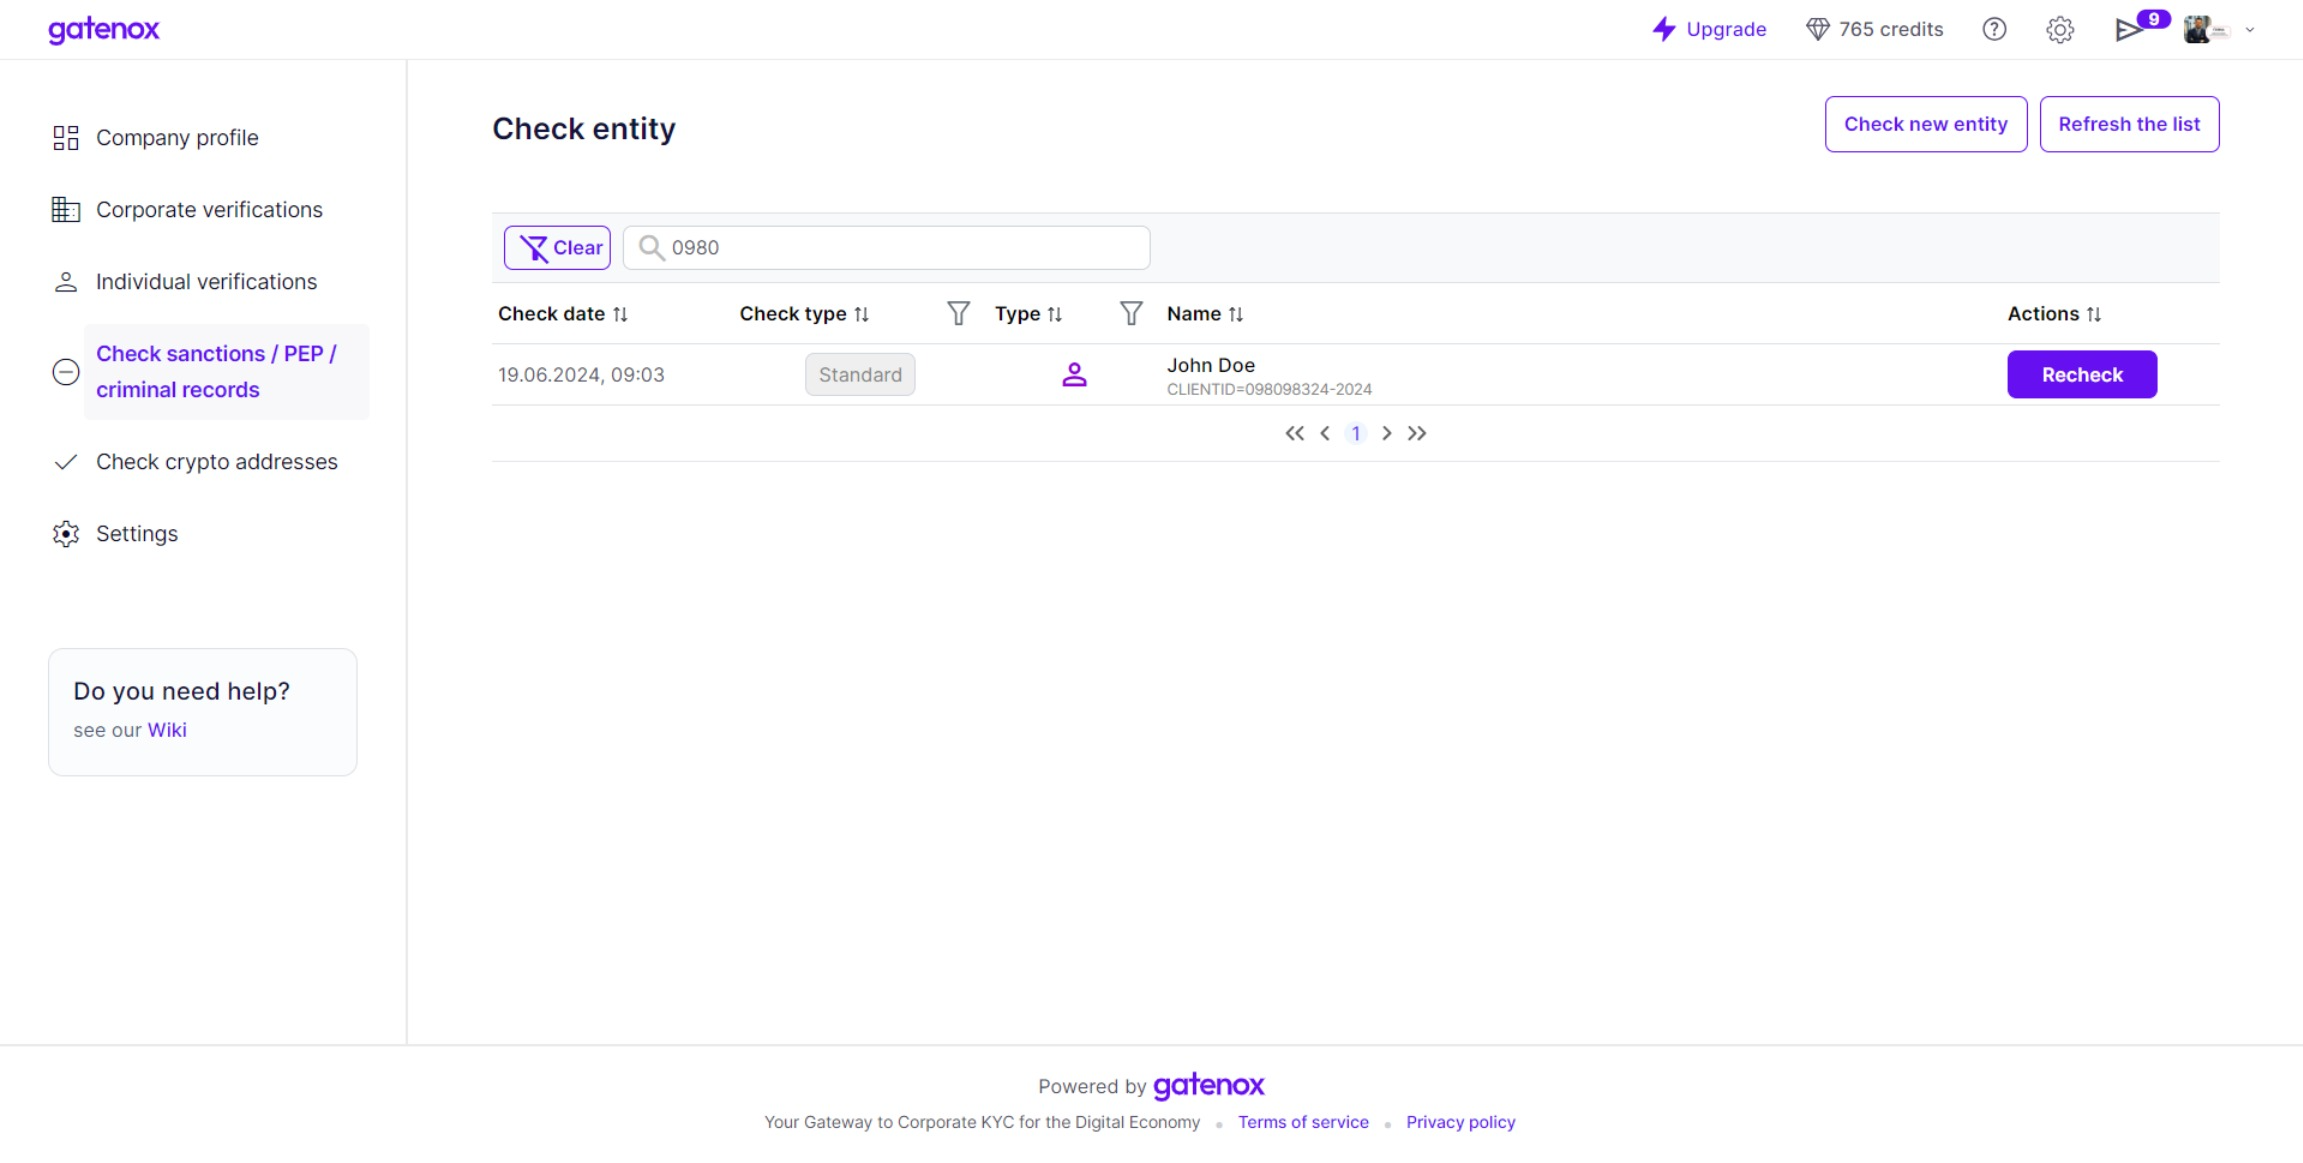 gatenox
Upgrade
765 credits
9
Company profile
Corporate verifications
Individual verifications
Check sanctions / PEP /
criminal records
Check crypto addresses
Settings
Do you need help?
see our Wiki
Check entity
Check new entity
Refresh the list
Clear
0980
Check date
Check type
Type
Name
Actions
19.06.2024, 09:03
Standard
John Doe
CLIENTID=098098324-2024
Recheck
1
Powered by gatenox
Your Gateway to Corporate KYC for the Digital Economy
Terms of service
Privacy policy